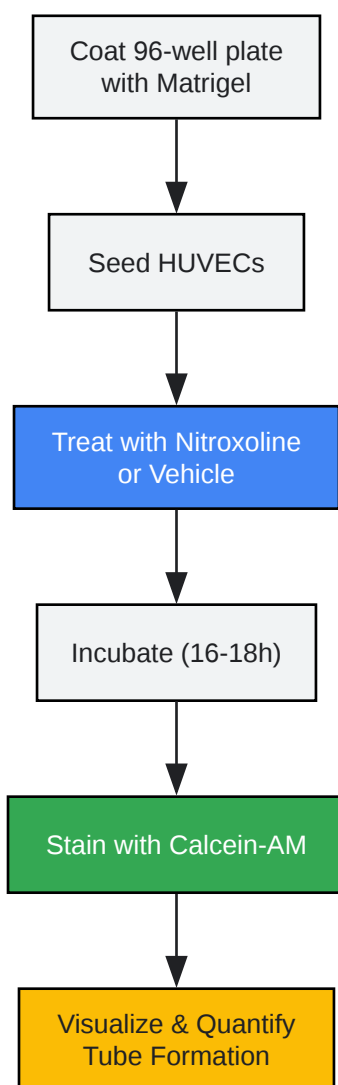 Coat 96-well plate
with Matrigel
Seed HUVECs
Treat with Nitroxoline
or Vehicle
Incubate (16-18h)
Stain with Calcein-AM
Visualize & Quantify
Tube Formation